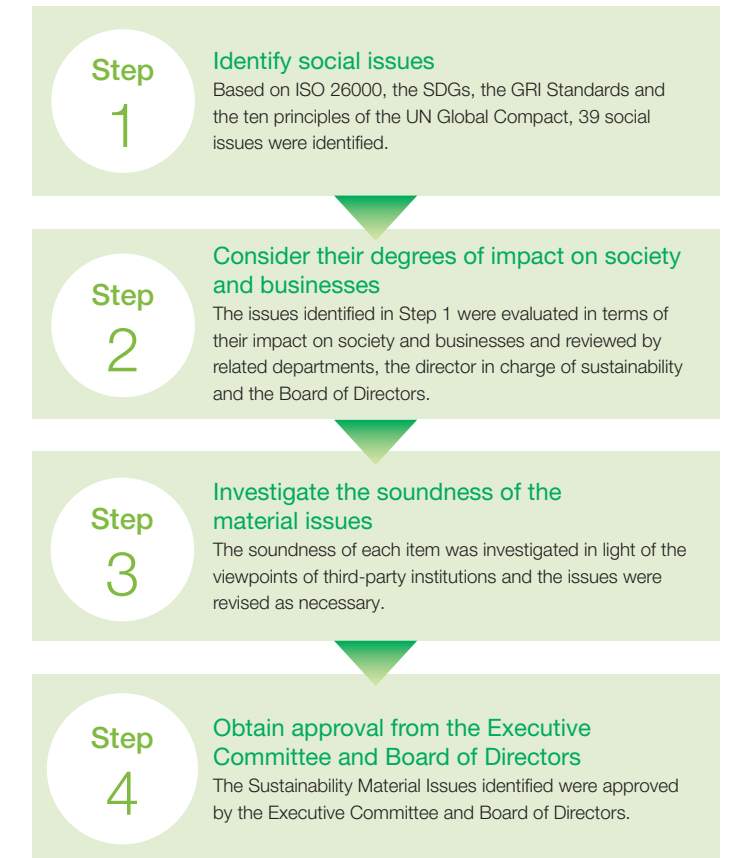 Step
1
Identify social issues
Based on ISO 26000, the SDGs, the GRI Standards and
the ten principles of the UN Global Compact, 39 social
issues were identified.
Step
2
Consider their degrees of impact on society
and businesses
The issues identified in Step 1 were evaluated in terms of
their impact on society and businesses and reviewed by
related departments, the director in charge of sustainability
and the Board of Directors.
Step
3
Investigate the soundness of the
material issues
The soundness of each item was investigated in light of the
viewpoints of third-party institutions and the issues were
revised as necessary.
Step
4
Obtain approval from the Executive
Committee and Board of Directors
The Sustainability Material Issues identified were approved
by the Executive Committee and Board of Directors.